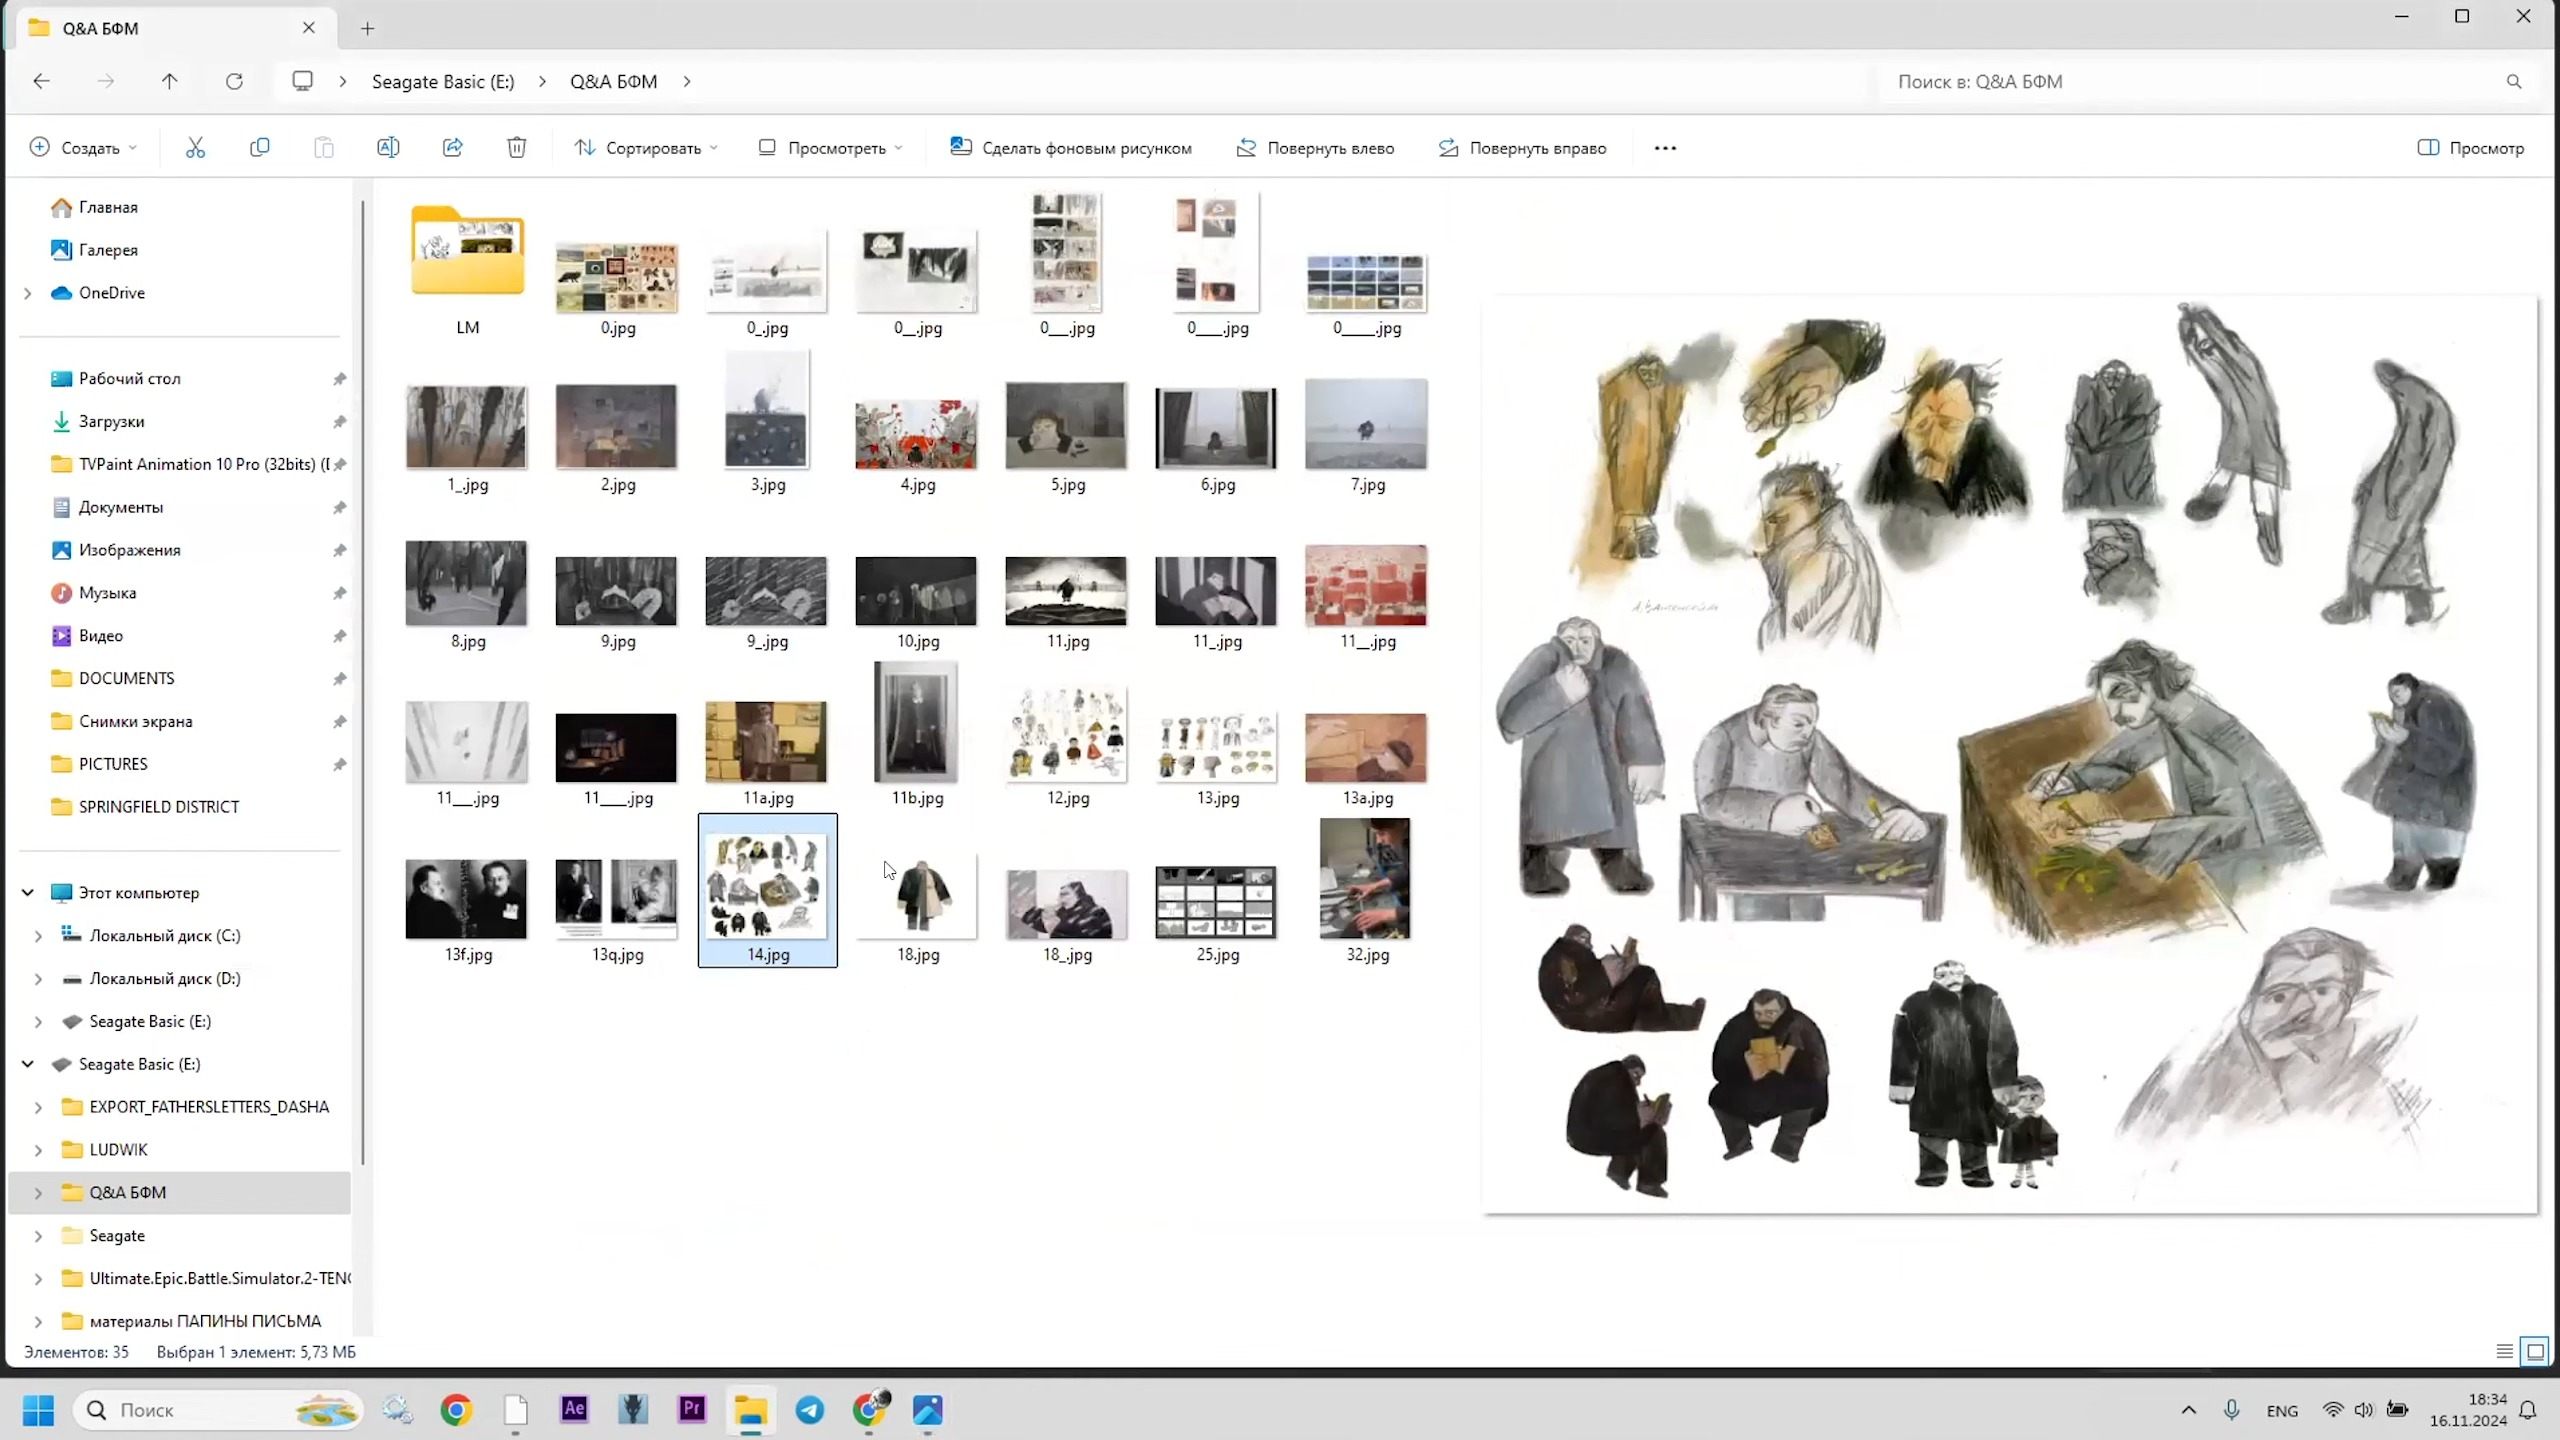 Q&A БФМ
Seagate Basic (E:)
Q&A БФМ
Поиск в: Q&A БФМ
Создать
Сортировать
Просмотреть
Сделать фоновым рисунком
Повернуть влево
Повернуть вправо
Просмотр
Главная
Галерея
OneDrive
Рабочий стол
Загрузки
TVPaint Animation 10 Pro (32bits) (
Документы
Изображения
Музыка
Видео
DOCUMENTS
Снимки экрана
PICTURES
SPRINGFIELD DISTRICT
Этот компьютер
Локальный диск (C:)
Локальный диск (D:)
Seagate Basic (E:)
Seagate Basic (E:)
EXPORT_FATHERSLETTERS_DASHA
LUDWIK
Q&A БФМ
Seagate
Ultimate.Epic.Battle.Simulator.2-TEN
материалы ПАПИНЫ ПИСЬМА
LM 0.jpg 0_.jpg 0__.jpg 0___.jpg 0____.jpg 0_____.jpg
1_.jpg 2.jpg 3.jpg 4.jpg 5.jpg 6.jpg 7.jpg
8.jpg 9.jpg 9_.jpg 10.jpg 11.jpg 11_.jpg 11__.jpg
11___.jpg 11____.jpg 11a.jpg 11b.jpg 12.jpg 13.jpg 13a.jpg
13f.jpg 13q.jpg 14.jpg 18.jpg 18_.jpg 25.jpg 32.jpg
Элементов: 35 Выбран 1 элемент: 5,73 МБ
Поиск
Ae
Pr
ENG
18:34
16.11.2024